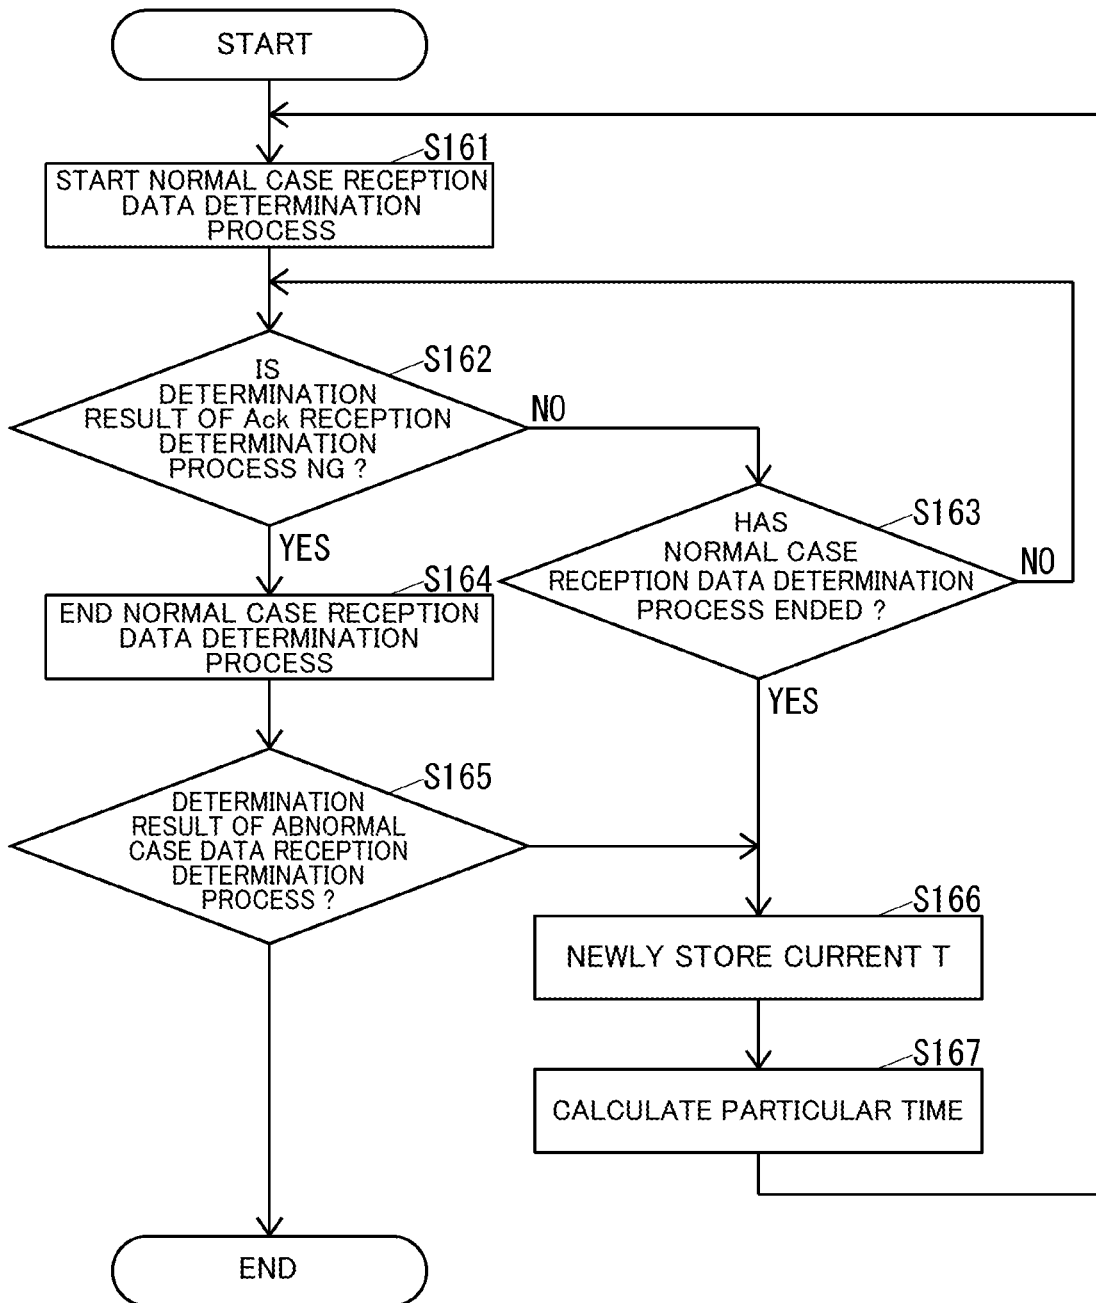 START
S161
START NORMAL CASE RECEPTION
DATA DETERMINATION
PROCESS
S162
IS
DETERMINATION
RESULT OF Ack RECEPTION
DETERMINATION
PROCESS NG ?
NO
YES
S163
HAS
NORMAL CASE
RECEPTION DATA DETERMINATION
PROCESS ENDED ?
NO
YES
S164
END NORMAL CASE RECEPTION
DATA DETERMINATION
PROCESS
S165
DETERMINATION
RESULT OF ABNORMAL
CASE DATA RECEPTION
DETERMINATION
PROCESS ?
S166
NEWLY STORE CURRENT T
S167
CALCULATE PARTICULAR TIME
END